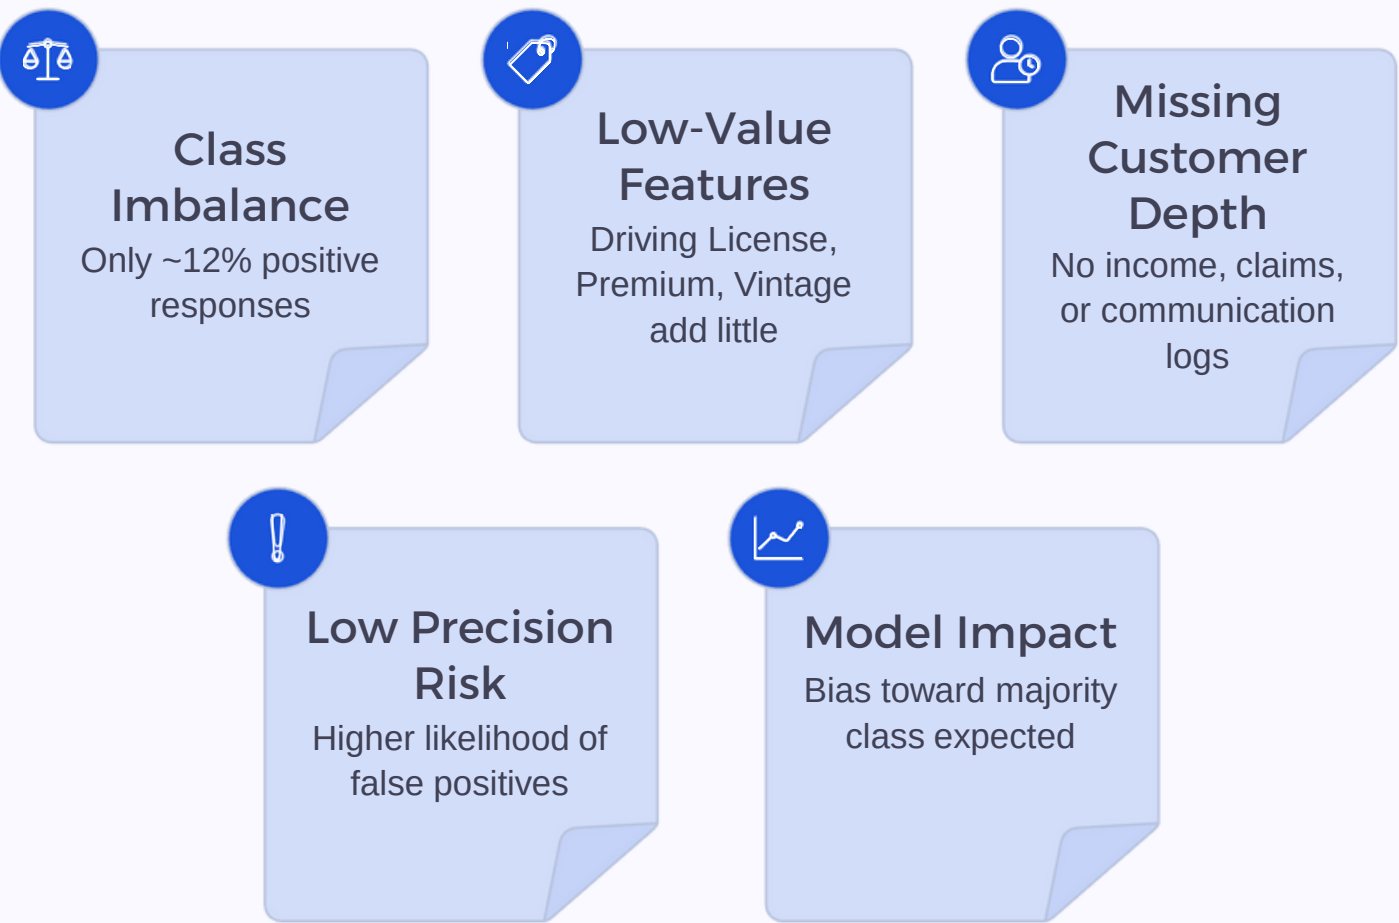 Class
Imbalance
Only ~12% positive
responses
Low-Value
Features
Driving License,
Premium, Vintage
add little
Missing
Customer
Depth
No income, claims,
or communication
logs
Low Precision
Risk
Higher likelihood of
false positives
Model Impact
Bias toward majority
class expected